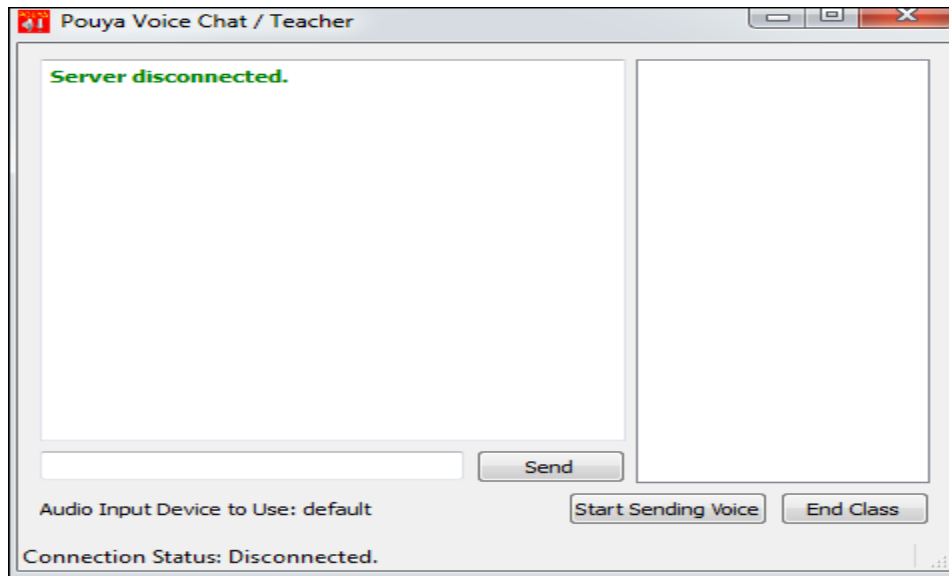 Pouya Voice Chat / Teacher
Server disconnected.
Send
Audio Input Device to Use: default
Start Sending Voice
End Class
Connection Status: Disconnected.